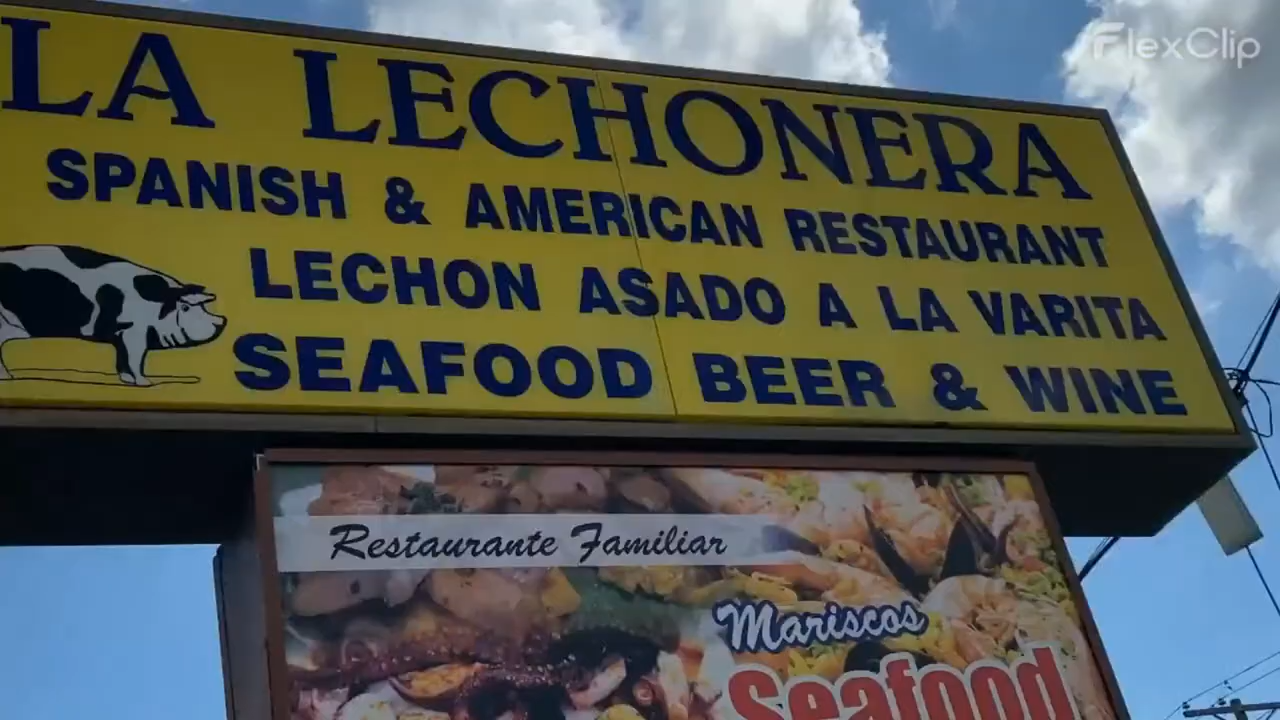 FlexClip
LA LECHONERA
SPANISH & AMERICAN RESTAURANT
LECHON ASADO A LA VARITA
SEAFOOD BEER & WINE
Restaurante Familiar
Mariscos
Seafood